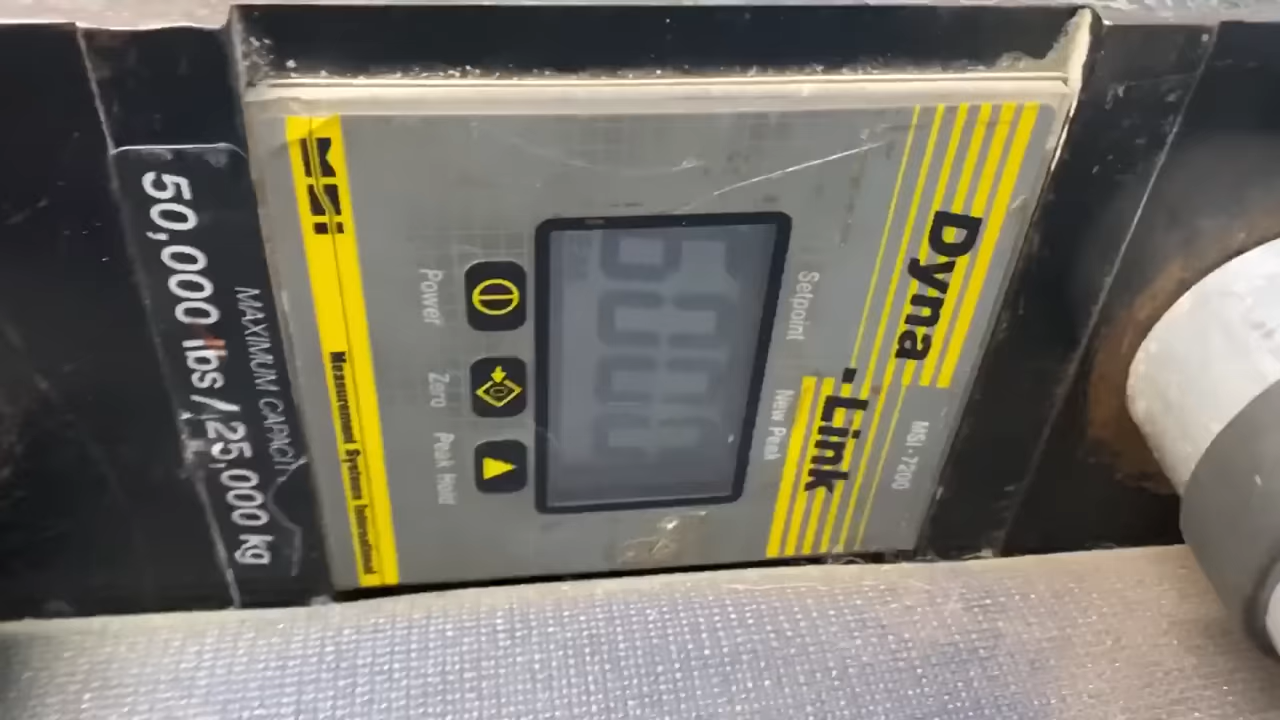 Dyna-Link
MSI-7200
Setpoint
New Peak
Power
Zero
Peak Hold
MSI
Measurement Systems International
MAXIMUM CAPACITY
50,000 lbs / 25,000 kg